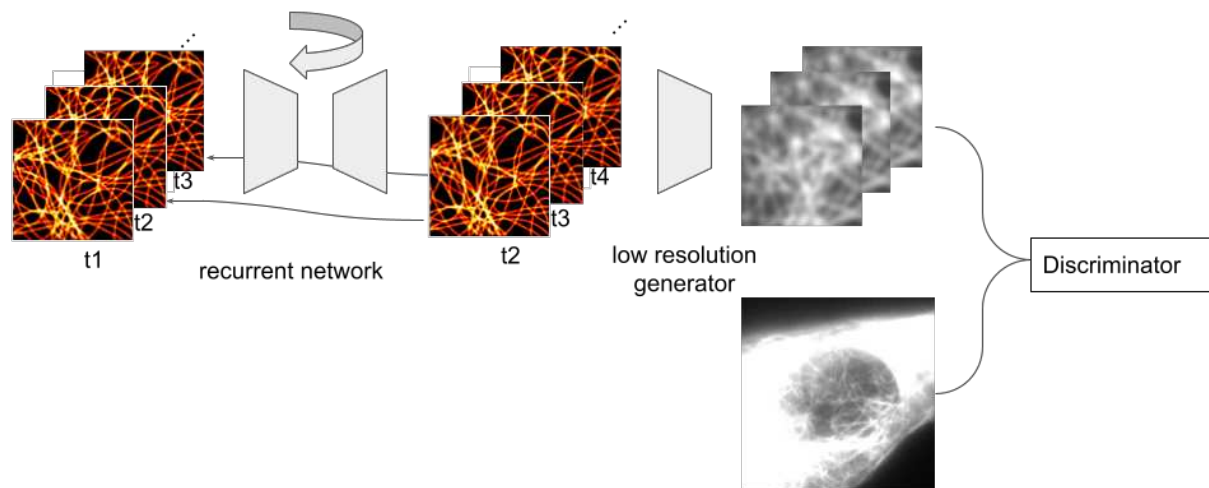 t3
t2
t1
recurrent network
t4
t3
t2
low resolution
generator
Discriminator